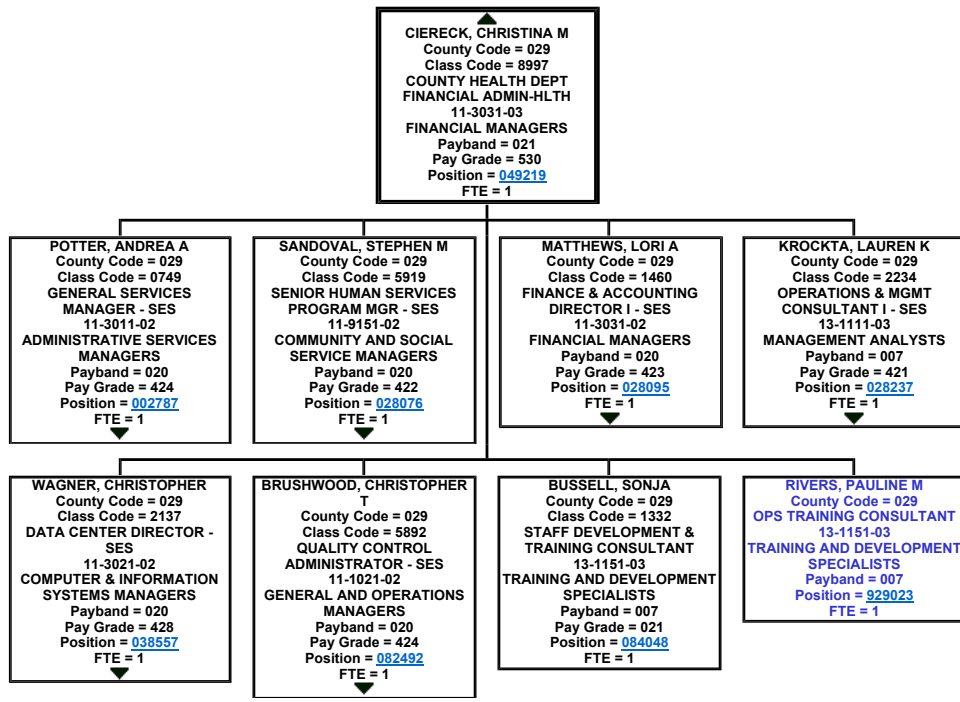 CIERECK, CHRISTINA M
County Code = 029
Class Code = 8997
COUNTY HEALTH DEPT
FINANCIAL ADMIN-HLTH
11-3031-03
FINANCIAL MANAGERS
Payband = 021
Pay Grade = 530
Position = 049219
FTE = 1
POTTER, ANDREA A
County Code = 029
Class Code = 0749
GENERAL SERVICES
MANAGER - SES
11-3011-02
ADMINISTRATIVE SERVICES
MANAGERS
Payband = 020
Pay Grade = 424
Position = 002787
FTE = 1
SANDOVAL, STEPHEN M
County Code = 029
Class Code = 5919
SENIOR HUMAN SERVICES
PROGRAM MGR - SES
11-9151-02
COMMUNITY AND SOCIAL
SERVICE MANAGERS
Payband = 020
Pay Grade = 422
Position = 028076
FTE = 1
MATTHEWS, LORI A
County Code = 029
Class Code = 1460
FINANCE & ACCOUNTING
DIRECTOR I - SES
11-3031-02
FINANCIAL MANAGERS
Payband = 020
Pay Grade = 423
Position = 028095
FTE = 1
KROCKTA, LAUREN K
County Code = 029
Class Code = 2234
OPERATIONS & MGMT
CONSULTANT I - SES
13-1111-03
MANAGEMENT ANALYSTS
Payband = 007
Pay Grade = 421
Position = 028237
FTE = 1
WAGNER, CHRISTOPHER
County Code = 029
Class Code = 2137
DATA CENTER DIRECTOR -
SES
11-3021-02
COMPUTER & INFORMATION
SYSTEMS MANAGERS
Payband = 020
Pay Grade = 428
Position = 038557
FTE = 1
BRUSHWOOD, CHRISTOPHER
T
County Code = 029
Class Code = 5892
QUALITY CONTROL
ADMINISTRATOR - SES
11-1021-02
GENERAL AND OPERATIONS
MANAGERS
Payband = 020
Pay Grade = 424
Position = 082492
FTE = 1
BUSSELL, SONJA
County Code = 029
Class Code = 1332
STAFF DEVELOPMENT &
TRAINING CONSULTANT
13-1151-03
TRAINING AND DEVELOPMENT
SPECIALISTS
Payband = 007
Pay Grade = 021
Position = 084048
FTE = 1
RIVERS, PAULINE M
County Code = 029
OPS TRAINING CONSULTANT
13-1151-03
TRAINING AND DEVELOPMENT
SPECIALISTS
Payband = 007
Position = 929023
FTE = 1